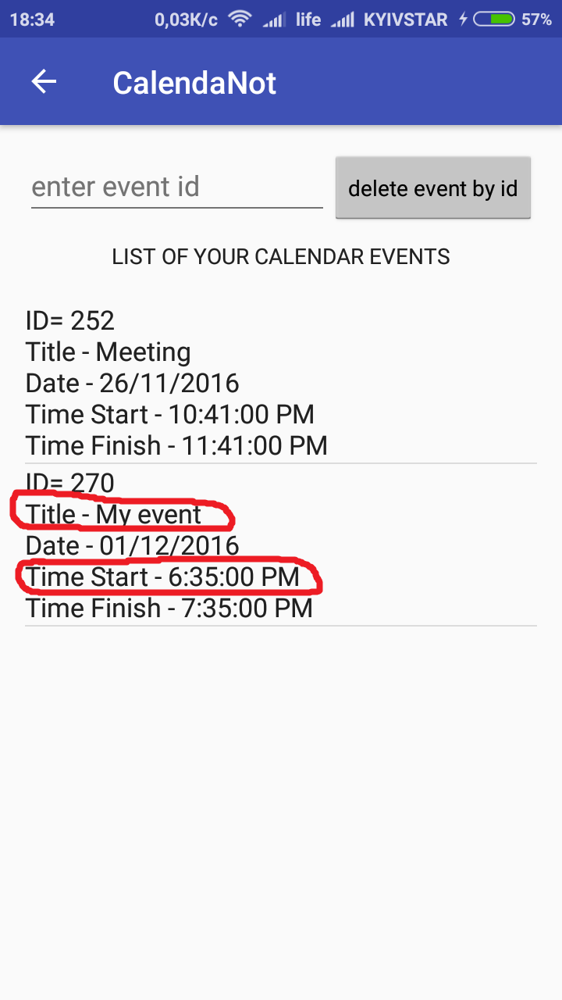 18:34 0,03K/c life KYIVSTAR 57%
CalendaNot
enter event id delete event by id
LIST OF YOUR CALENDAR EVENTS
ID= 252
Title - Meeting
Date - 26/11/2016
Time Start - 10:41:00 PM
Time Finish - 11:41:00 PM
ID= 270
Title - My event
Date - 01/12/2016
Time Start - 6:35:00 PM
Time Finish - 7:35:00 PM